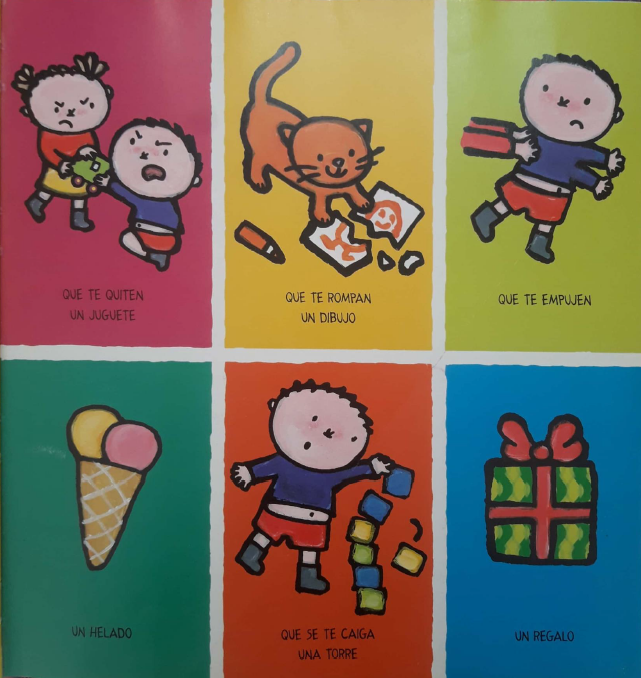 QUE TE QUITEN
UN JUGUETE
QUE TE ROMPAN
UN DIBUJO
QUE TE EMPUJEN
UN HELADO
QUE SE TE CAIGA
UNA TORRE
UN REGALO